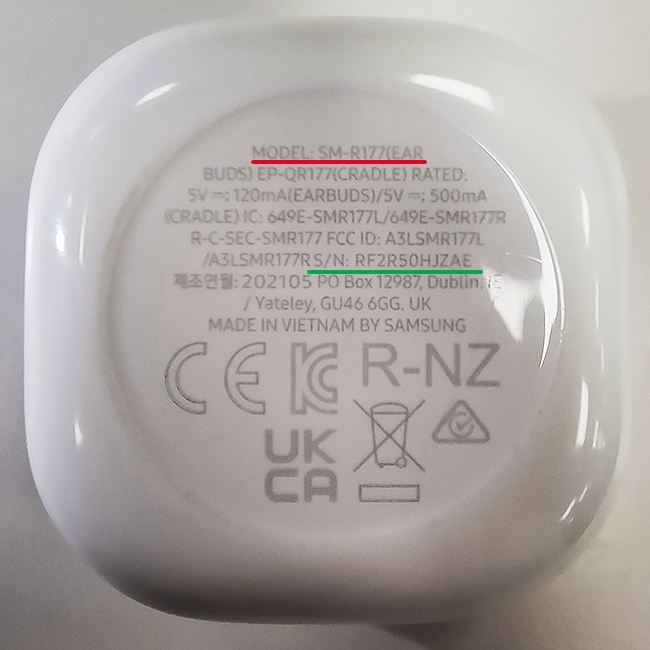 MODEL: SM-R177(EAR
BUDS) EP-QR177(CRADLE) RATED:
5V ⎓; 120mA(EARBUDS)/5V ⎓; 500mA
(CRADLE) IC: 649E-SMR177L/649E-SMR177R
R-C-SEC-SMR177 FCC ID: A3LSMR177L
/A3LSMR177R S/N: RF2R50HJZAE
제조연월: 202105 PO Box 12987, Dublin. IE
/ Yateley, GU46 6GG. UK
MADE IN VIETNAM BY SAMSUNG
CE KC R-NZ
UK
CA